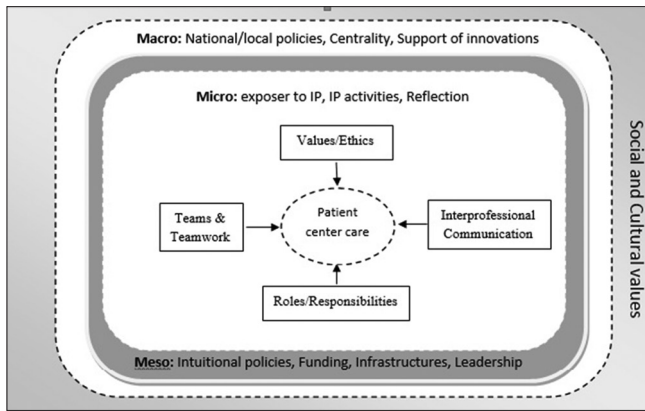 Macro: National/local policies, Centrality, Support of innovations
Micro: exposer to IP, IP activities, Reflection
Values/Ethics
Teams &
Teamwork
Patient
center care
Interprofessional
Communication
Roles/Responsibilities
Meso: Intuitional policies, Funding, Infrastructures, Leadership
Social and Cultural values